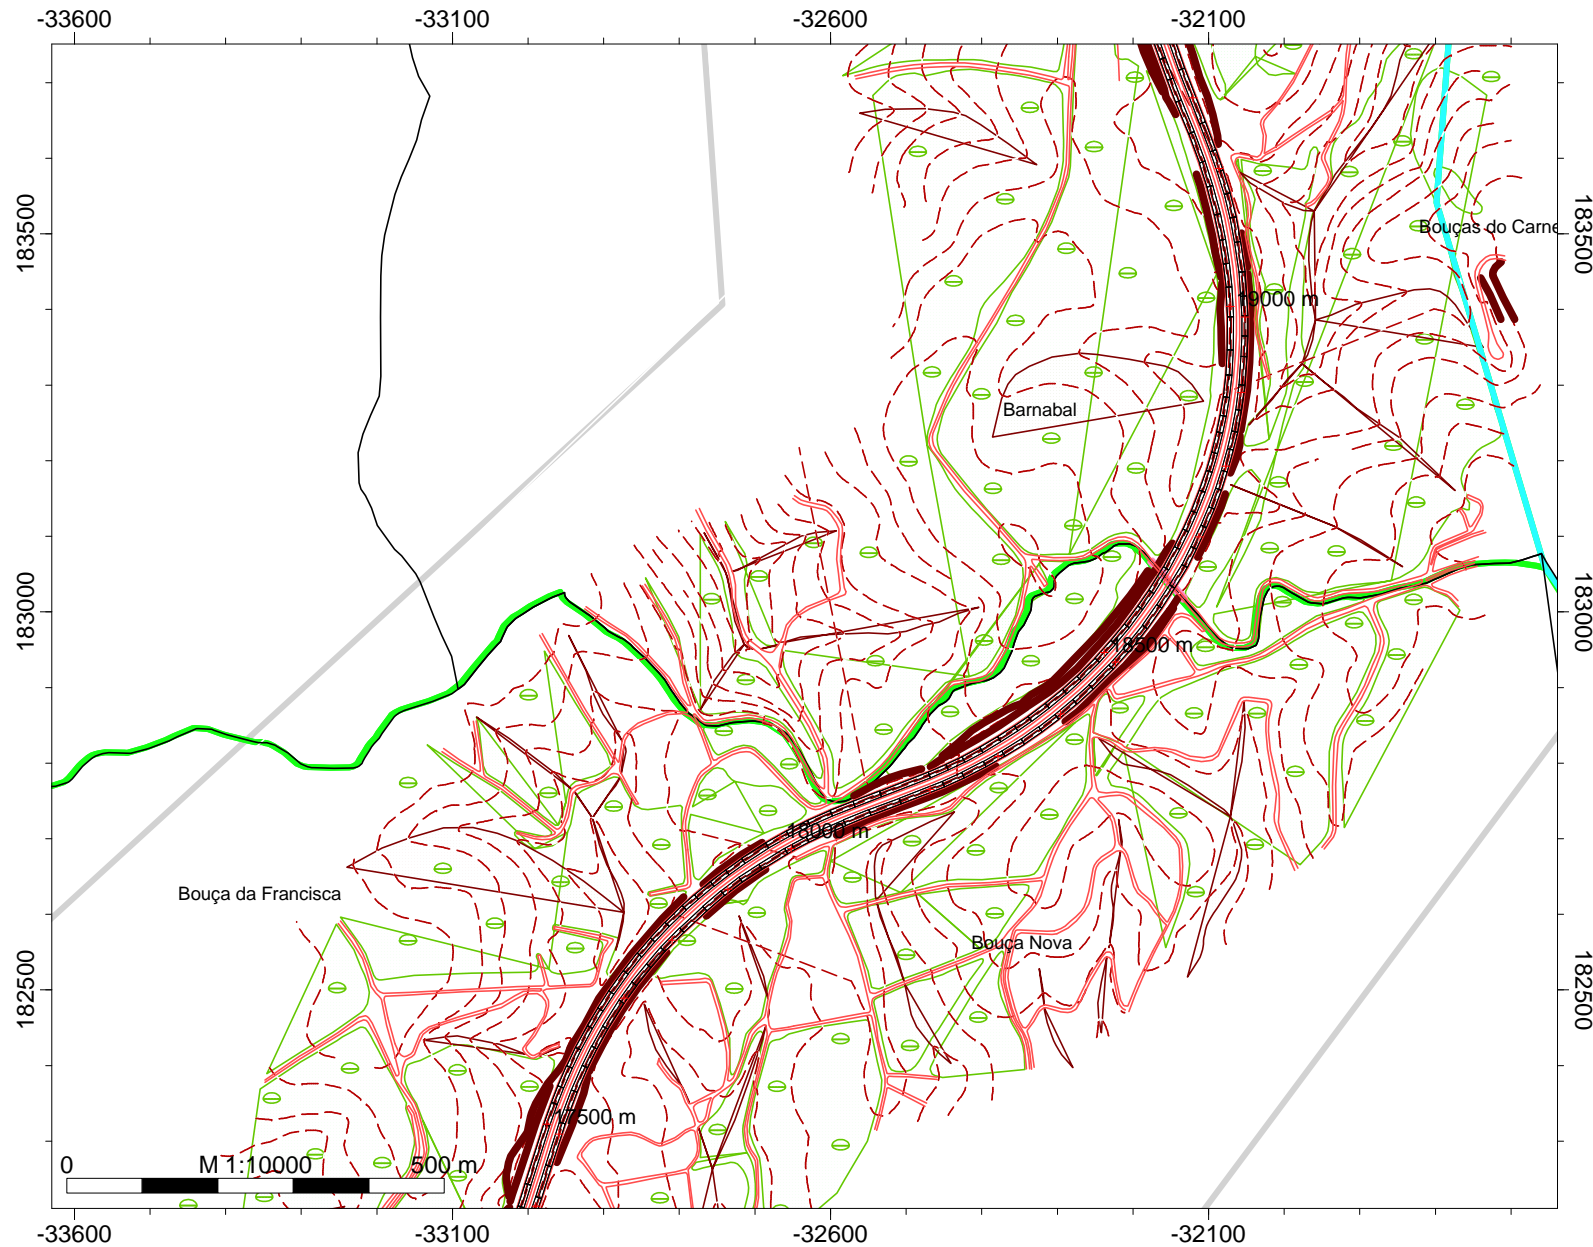 -33600 -33100 -32600 -32100
183500 183500
Bouças do Carne
19000 m
Barnabal
183000 183000
18500 m
18000 m
Bouça da Francisca
Bouça Nova
182500 182500
17500 m
0 M 1:10000 500 m
-33600 -33100 -32600 -32100